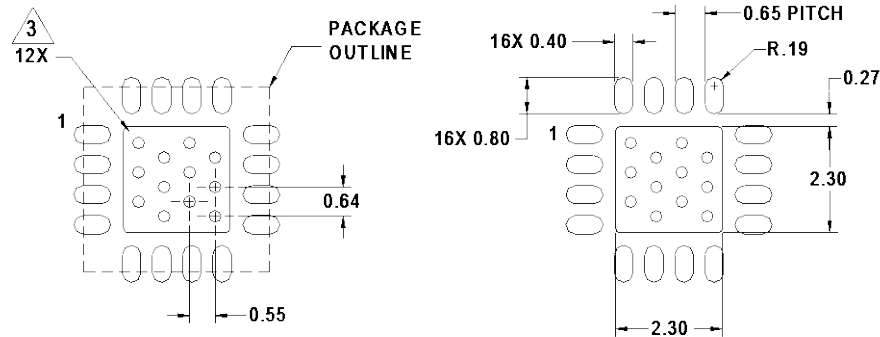 3
12X
PACKAGE
OUTLINE
1
0.64
0.55
0.65 PITCH
16X 0.40
R.19
0.27
16X 0.80
1
2.30
2.30